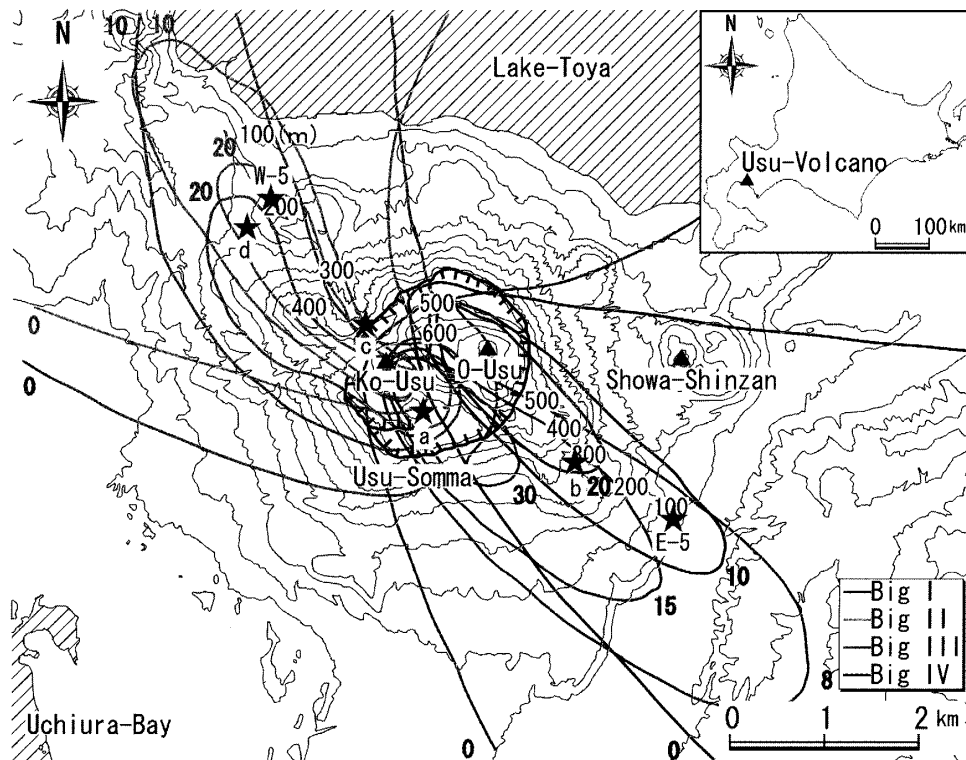 10 10
N
Lake-Toya
N
Usu-Volcano
0 100 km
100(m)
20
W-5
20
200
d
300
400
500
600
c
Ko-Usu
O-Usu
Showa-Shinzan
0
0
a
500
400
300
Usu-Somma
30
b
20
200
100
E-5
10
15
8
Big I
Big II
Big III
Big IV
0 1 2 km
Uchiura-Bay
0
0